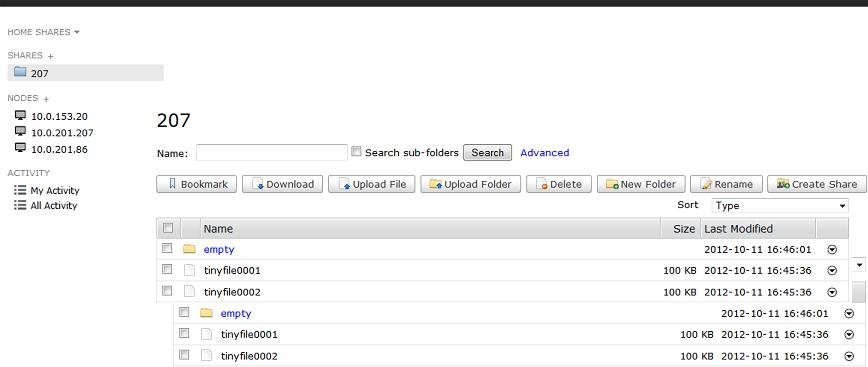 HOME SHARES
SHARES +
207
NODES +
10.0.153.20
10.0.201.207
10.0.201.86
ACTIVITY
My Activity
All Activity
207
Name: Search sub-folders Search Advanced
Bookmark Download Upload File Upload Folder Delete New Folder Rename Create Share
Sort Type
Name Size Last Modified
empty 2012-10-11 16:46:01
tinyfile0001 100 KB 2012-10-11 16:45:36
tinyfile0002 100 KB 2012-10-11 16:45:36
empty 2012-10-11 16:46:01
tinyfile0001 100 KB 2012-10-11 16:45:36
tinyfile0002 100 KB 2012-10-11 16:45:36